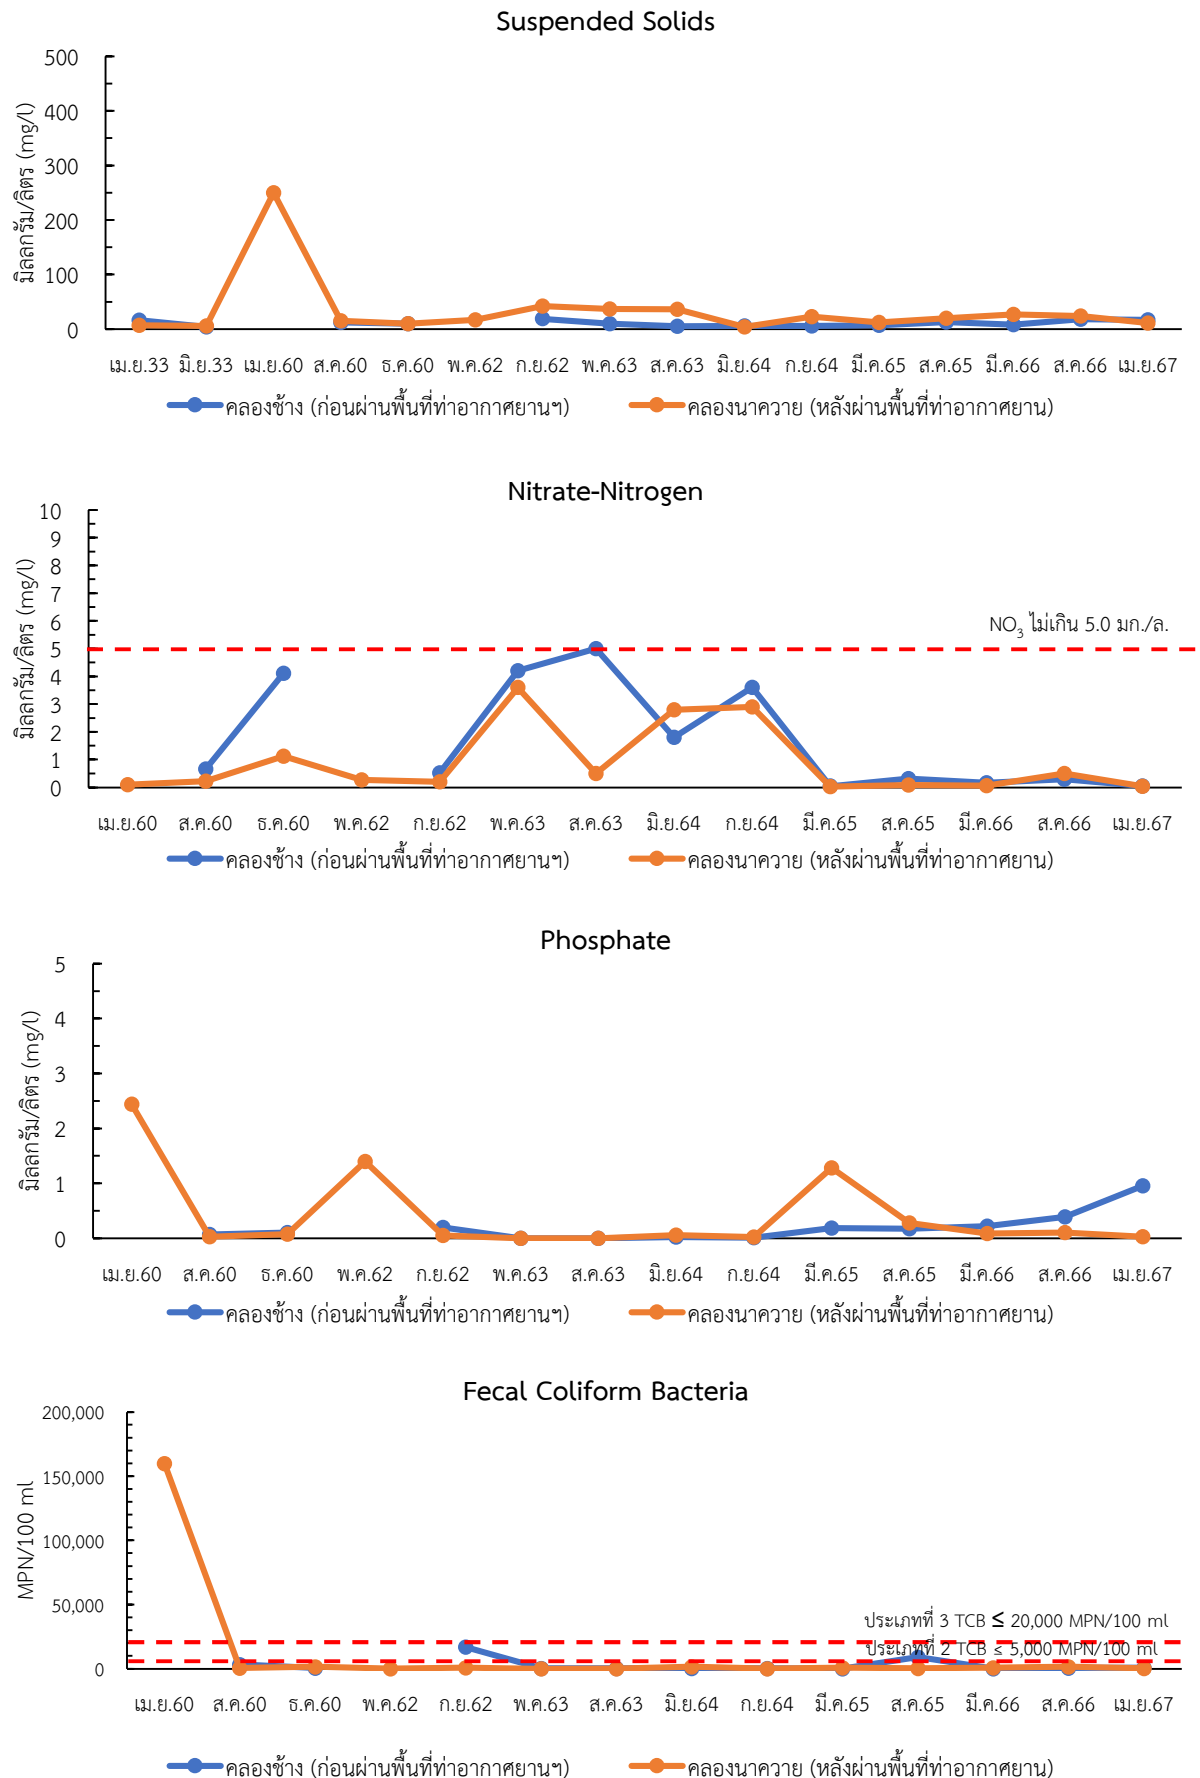 Suspended Solids
500
400
300
200
100
0
มิลลกรัม/ลิตร (mg/l)
เม.ย.33 มิ.ย.33 เม.ย.60 ส.ค.60 ธ.ค.60 พ.ค.62 ก.ย.62 พ.ค.63 ส.ค.63 มิ.ย.64 ก.ย.64 มี.ค.65 ส.ค.65 มี.ค.66 ส.ค.66 เม.ย.67
คลองช้าง (ก่อนผ่านพื้นที่ท่าอากาศยานฯ) คลองนาควาย (หลังผ่านพื้นที่ท่าอากาศยาน)
Nitrate-Nitrogen
10
9
8
7
6
5
4
3
2
1
0
มิลลกรัม/ลิตร (mg/l)
NO3 ไม่เกิน 5.0 มก./ล.
เม.ย.60 ส.ค.60 ธ.ค.60 พ.ค.62 ก.ย.62 พ.ค.63 ส.ค.63 มิ.ย.64 ก.ย.64 มี.ค.65 ส.ค.65 มี.ค.66 ส.ค.66 เม.ย.67
คลองช้าง (ก่อนผ่านพื้นที่ท่าอากาศยานฯ) คลองนาควาย (หลังผ่านพื้นที่ท่าอากาศยาน)
Phosphate
5
4
3
2
1
0
มิลลกรัม/ลิตร (mg/l)
เม.ย.60 ส.ค.60 ธ.ค.60 พ.ค.62 ก.ย.62 พ.ค.63 ส.ค.63 มิ.ย.64 ก.ย.64 มี.ค.65 ส.ค.65 มี.ค.66 ส.ค.66 เม.ย.67
คลองช้าง (ก่อนผ่านพื้นที่ท่าอากาศยานฯ) คลองนาควาย (หลังผ่านพื้นที่ท่าอากาศยาน)
Fecal Coliform Bacteria
200,000
150,000
100,000
50,000
0
MPN/100 ml
ประเภทที่ 3 TCB ≤ 20,000 MPN/100 ml
ประเภทที่ 2 TCB ≤ 5,000 MPN/100 ml
เม.ย.60 ส.ค.60 ธ.ค.60 พ.ค.62 ก.ย.62 พ.ค.63 ส.ค.63 มิ.ย.64 ก.ย.64 มี.ค.65 ส.ค.65 มี.ค.66 ส.ค.66 เม.ย.67
คลองช้าง (ก่อนผ่านพื้นที่ท่าอากาศยานฯ) คลองนาควาย (หลังผ่านพื้นที่ท่าอากาศยาน)